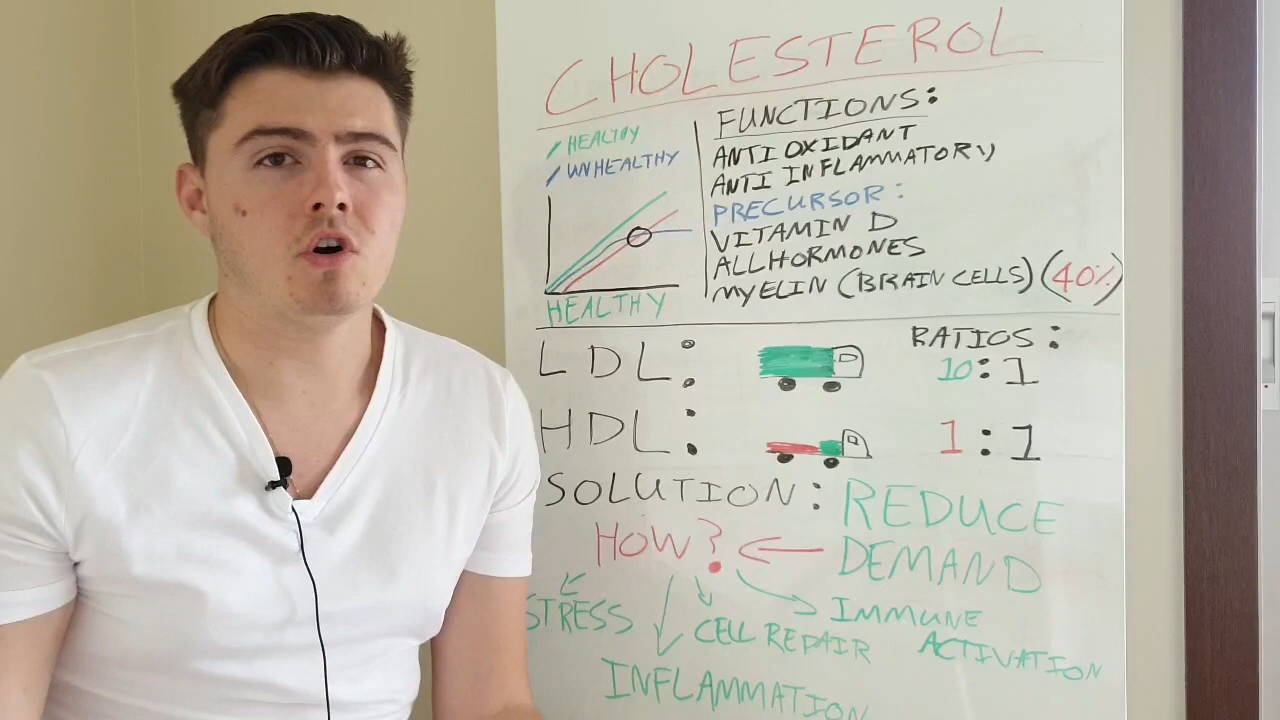 CHOLESTEROL
HEALTHY
UNHEALTHY
HEALTHY
FUNCTIONS:
ANTI OXIDANT
ANTI INFLAMMATORY
PRECURSOR:
VITAMIN D
ALL HORMONES
MYELIN (BRAIN CELLS) (40%)
RATIOS:
LDL: 10:1
HDL: 1:1
SOLUTION: REDUCE
DEMAND
HOW?
STRESS
INFLAMMATION
CELL REPAIR
IMMUNE
ACTIVATION